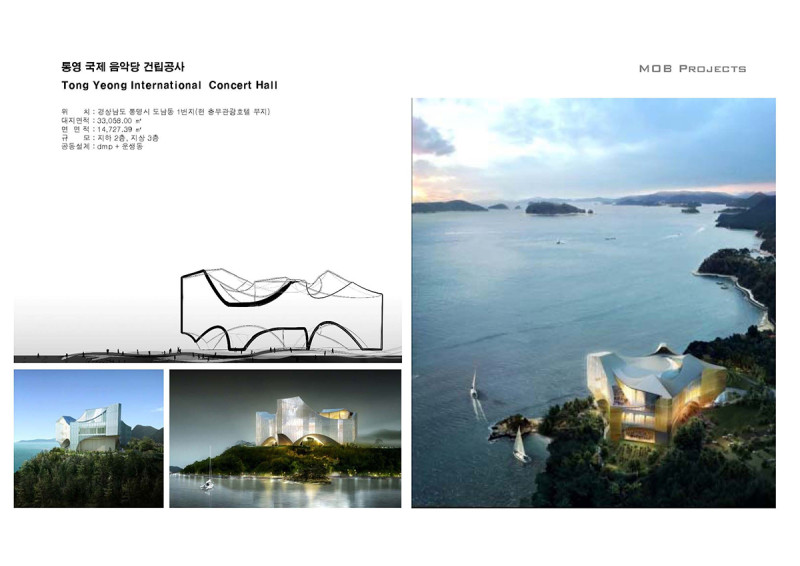 통영 국제 음악당 건립공사
Tong Yeong International Concert Hall
MOB PROJECTS
위 치 : 경상남도 통영시 도남동 1번지(현 충무관광호텔 부지)
대지면적 : 33,058.00 ㎡
연 면 적 : 14,727.39 ㎡
규 모 : 지하 2층, 지상 3층
공동설계 : dmp + 운생동